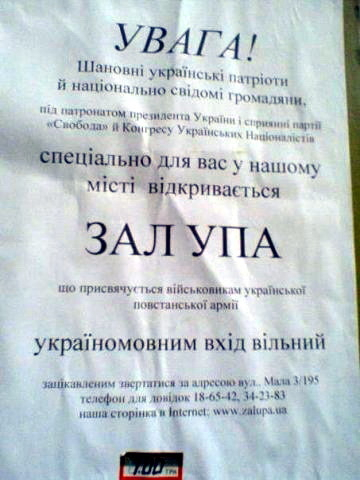 УВАГА!
Шановні українські патріоти
й національно свідомі громадяни,
під патронатом президента України і сприянні партії
«Свобода» й Конгресу Українських Націоналістів
спеціально для вас у нашому
місті відкривається
ЗАЛ УПА
що присвячується військовикам української
повстанської армії
україномовним вхід вільний
зацікавленим звертатися за адресою вул.. Мала 3/195
телефон для довідок 18-65-42, 34-23-83
наша сторінка в Internet: www.zalupa.ua
1.00 ГРН